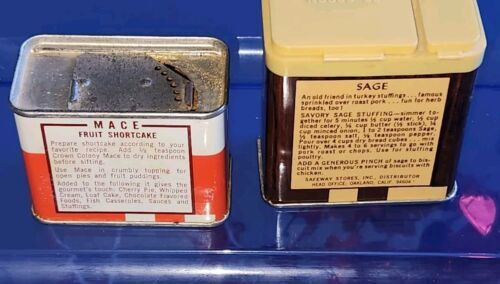 MACE
FRUIT SHORTCAKE
Prepare shortcake according to your
favorite recipe. Add ½ teaspoon
Crown Colony Mace to dry ingredients
before sifting.
Use Mace in crumbly topping for
open pies and fruit puddings.
Added to the following it gives the
gourmet's touch: Cherry Pie, Whipped
Cream, Loaf Cake, Chocolate Flavored
Foods, Fish Casseroles, Sauces and
Stuffings.
SAGE
An old friend in turkey stuffings ... famous
sprinkled over roast pork ... fun for herb
breads, too!
SAVORY SAGE STUFFING—simmer to-
gether for 5 minutes ½ cup water, ½ cup
diced celery, ¼ cup butter (½ stick), ¼
cup minced onion, 1 to 2 teaspoons Sage,
½ teaspoon salt, ¼ teaspoon pepper.
Pour over 4 cups dry bread cubes ... mix
lightly. Makes 4 to 6 servings for
pork roast or chops. Use for stuffing
poultry.
ADD A GENEROUS PINCH of sage to bis-
cuit mix when you're serving biscuits with
chicken.
SAFEWAY STORES, INC., DISTRIBUTOR
HEAD OFFICE: OAKLAND, CALIF. 94604